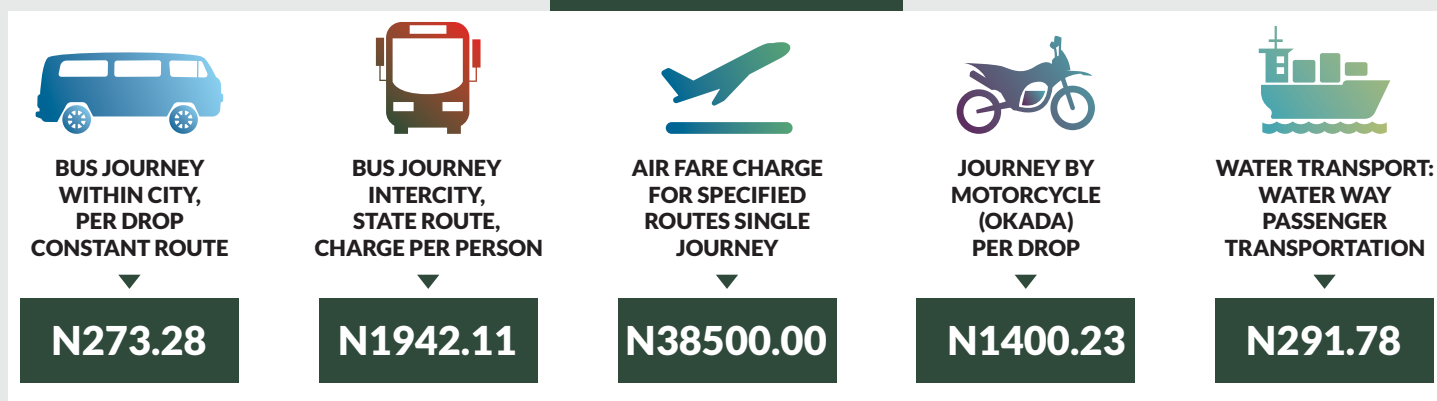 BUS JOURNEY
WITHIN CITY,
PER DROP
CONSTANT ROUTE
N273.28
BUS JOURNEY
INTERCITY,
STATE ROUTE,
CHARGE PER PERSON
N1942.11
AIR FARE CHARGE
FOR SPECIFIED
ROUTES SINGLE
JOURNEY
N38500.00
JOURNEY BY
MOTORCYCLE
(OKADA)
PER DROP
N1400.23
WATER TRANSPORT:
WATER WAY
PASSENGER
TRANSPORTATION
N291.78